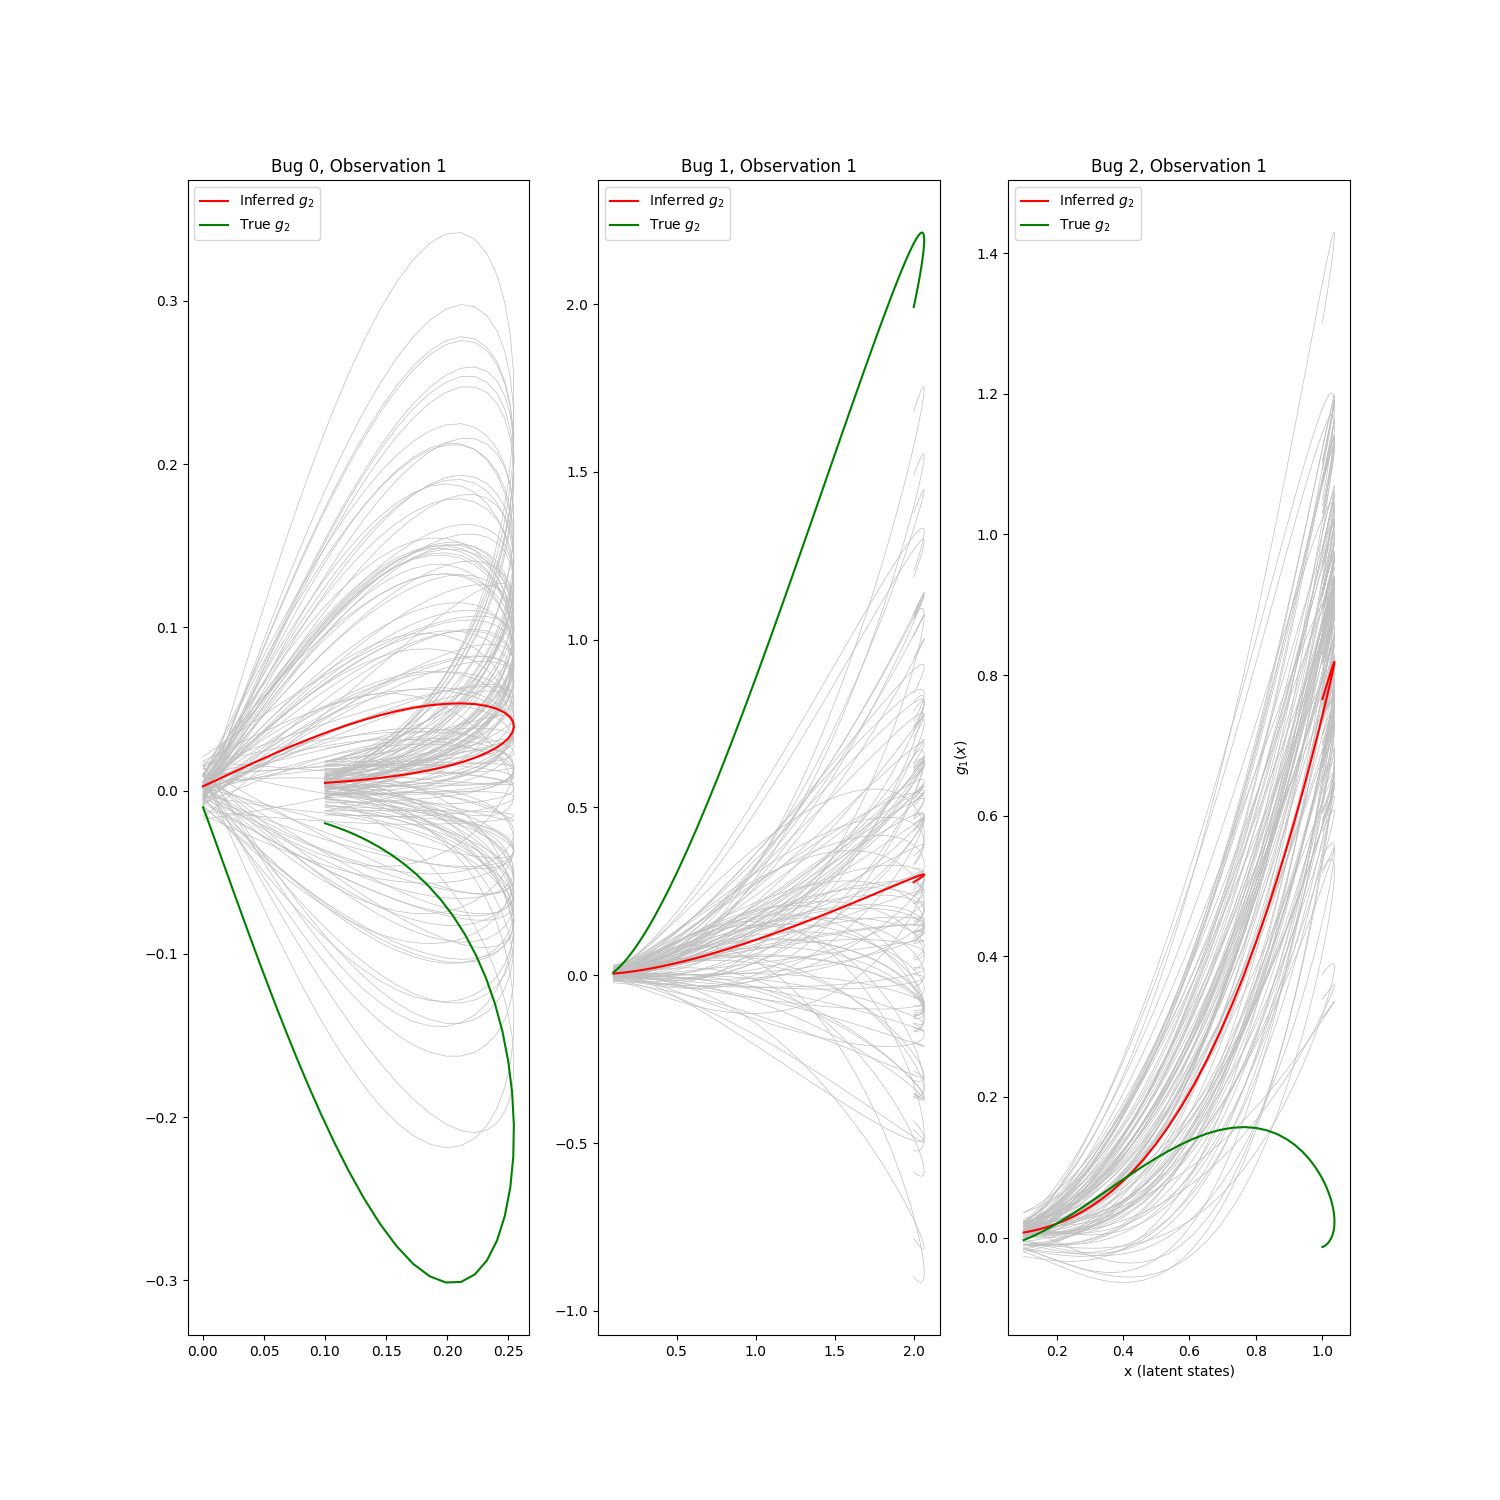 Bug 0, Observation 1
Inferred g₂
True g₂
0.3
0.2
0.1
0.0
−0.1
−0.2
−0.3
0.00 0.05 0.10 0.15 0.20 0.25
Bug 1, Observation 1
Inferred g₂
True g₂
2.0
1.5
1.0
0.5
0.0
−0.5
−1.0
0.5 1.0 1.5 2.0
Bug 2, Observation 1
Inferred g₂
True g₂
g₁(x)
1.4
1.2
1.0
0.8
0.6
0.4
0.2
0.0
0.2 0.4 0.6 0.8 1.0
x (latent states)